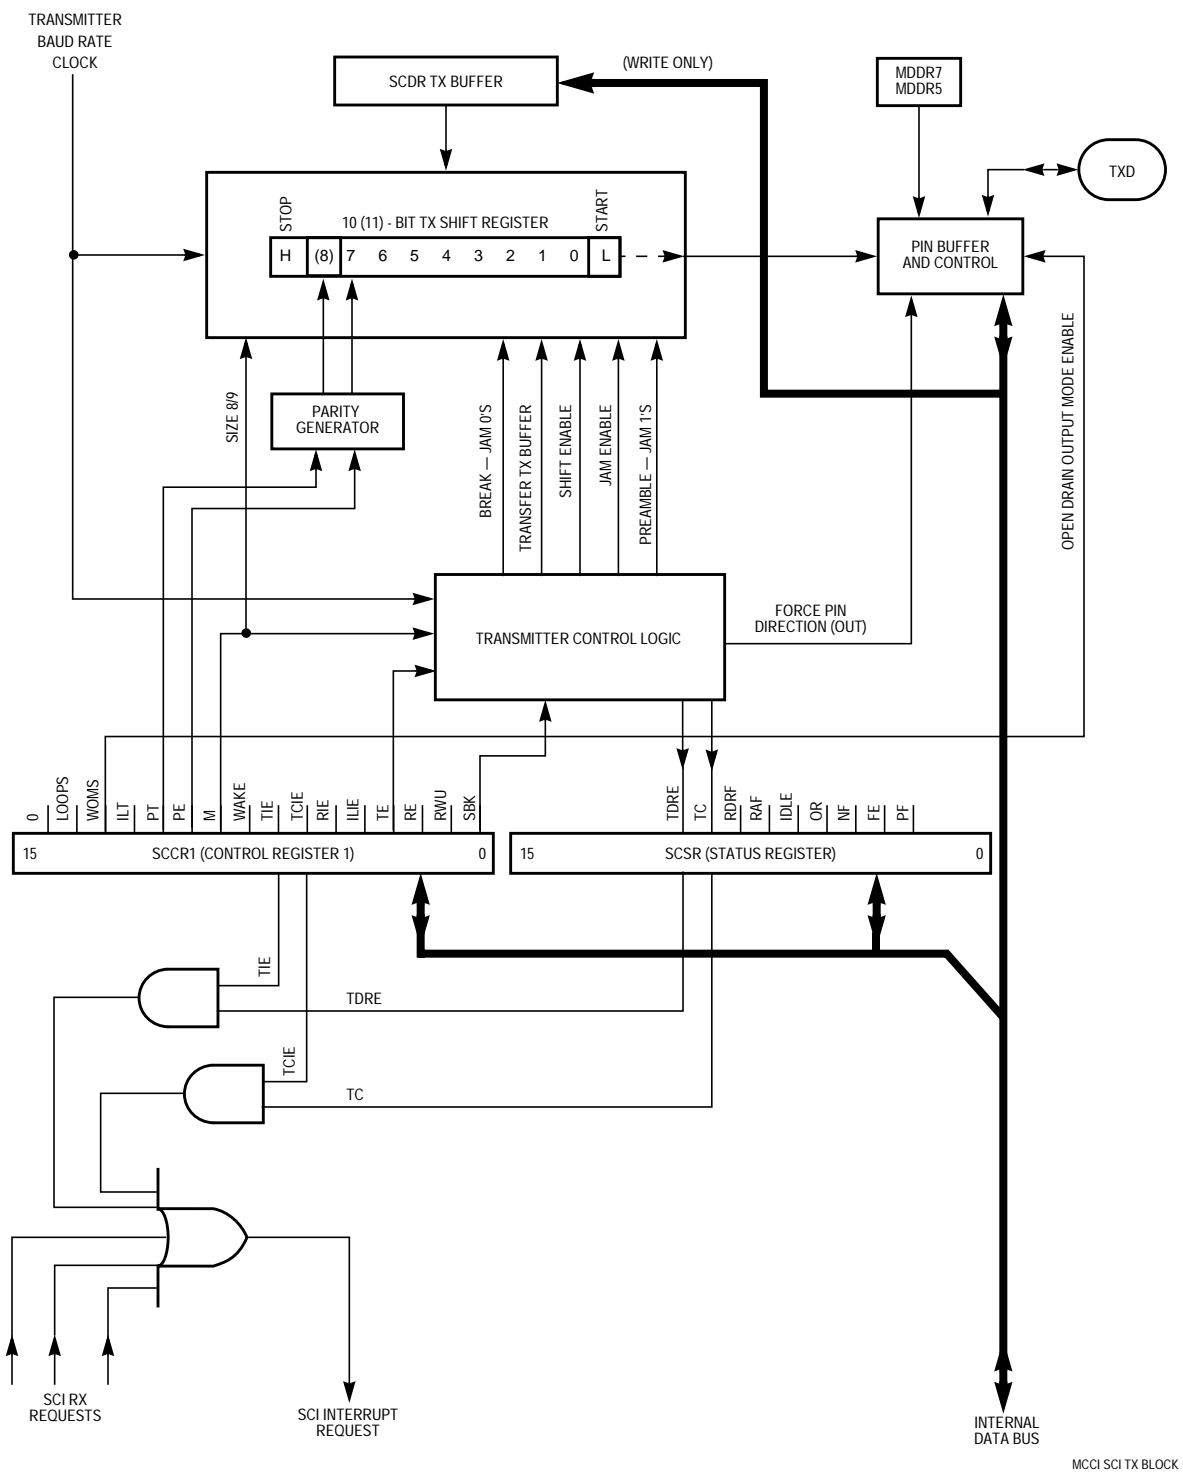 TRANSMITTER
BAUD RATE
CLOCK
SCDR TX BUFFER
(WRITE ONLY)
MDDR7
MDDR5
TXD
STOP
10 (11) - BIT TX SHIFT REGISTER
START
H (8) 7 6 5 4 3 2 1 0 L
PIN BUFFER
AND CONTROL
SIZE 8/9
PARITY
GENERATOR
BREAK — JAM 0'S
TRANSFER TX BUFFER
SHIFT ENABLE
JAM ENABLE
PREAMBLE — JAM 1'S
OPEN DRAIN OUTPUT MODE ENABLE
TRANSMITTER CONTROL LOGIC
FORCE PIN
DIRECTION (OUT)
0
LOOPS
WOMS
ILT
PT
PE
M
WAKE
TIE
TCIE
RIE
ILIE
TE
RE
RWU
SBK
TDRE
TC
RDRF
RAF
IDLE
OR
NF
FE
PF
15 SCCR1 (CONTROL REGISTER 1) 0
15 SCSR (STATUS REGISTER) 0
TIE
TDRE
TCIE
TC
SCI RX
REQUESTS
SCI INTERRUPT
REQUEST
INTERNAL
DATA BUS
MCCI SCI TX BLOCK